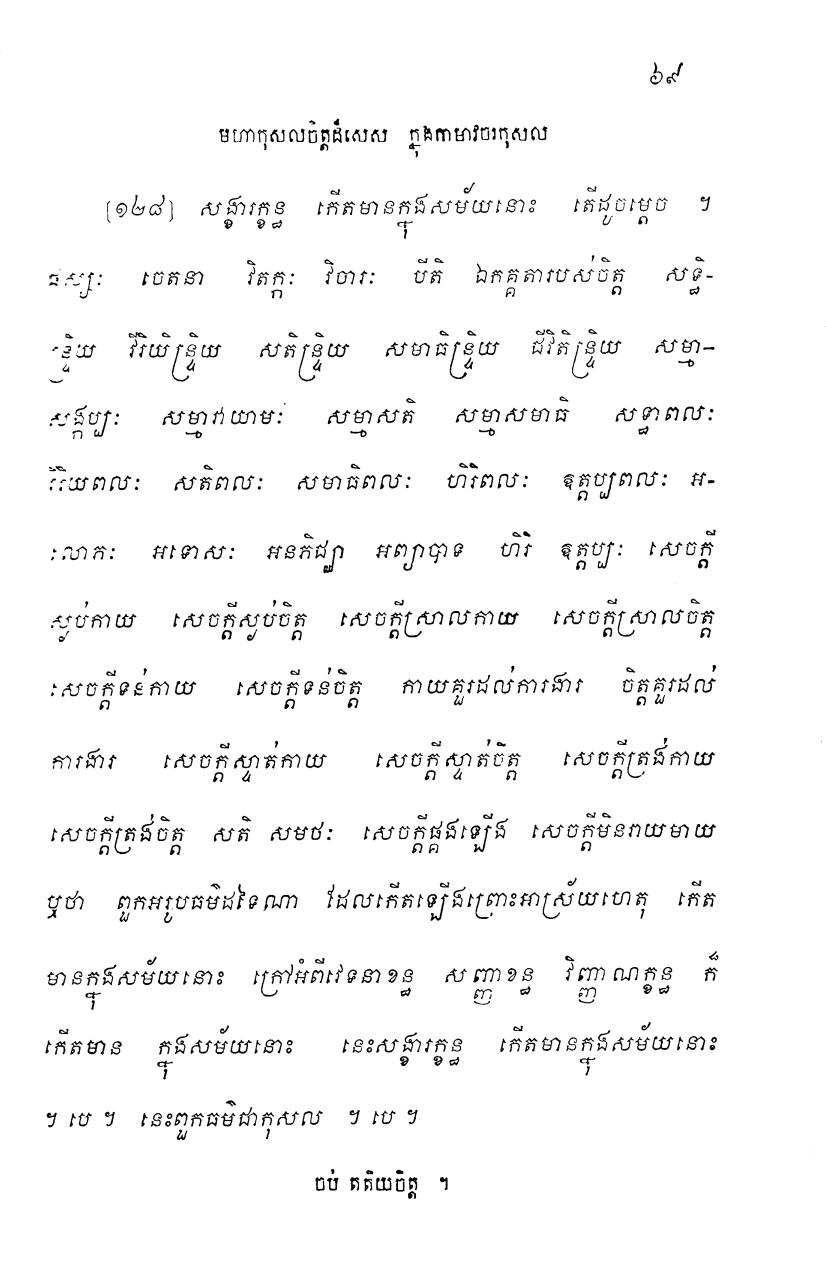 ៦៩
មហាកុសលចិត្តដ៏សេស ក្នុងកាមាវចរកុសល
[១២៨] សង្ខារក្ខន្ធ កើតមានក្នុងសម័យនោះ តើដូចម្តេច ។
ផស្សៈ ចេតនា វិតក្កៈ វិចារៈ បីតិ ឯកគ្គតារបស់ចិត្ត សទ្ធិ-
ន្ទ្រិយ វីរិយិន្ទ្រិយ សតិន្ទ្រិយ សមាធិន្ទ្រិយ ជីវិតិន្ទ្រិយ សម្មា-
សង្កប្បៈ សម្មាវាយាមៈ សម្មាសតិ សម្មាសមាធិ សទ្ធាពលៈ
វីរិយពលៈ សតិពលៈ សមាធិពលៈ ហិរិពលៈ ឱត្តប្បពលៈ អ-
លោភៈ អទោសៈ អនភិជ្ឈា អព្យាបាទ ហិរិ ឱត្តប្បៈ សេចក្តី
ស្ងប់កាយ សេចក្តីស្ងប់ចិត្ត សេចក្តីស្រាលកាយ សេចក្តីស្រាលចិត្ត
សេចក្តីទន់កាយ សេចក្តីទន់ចិត្ត កាយគួរដល់ការងារ ចិត្តគួរដល់
ការងារ សេចក្តីស្ទាត់កាយ សេចក្តីស្ទាត់ចិត្ត សេចក្តីត្រង់កាយ
សេចក្តីត្រង់ចិត្ត សតិ សមថៈ សេចក្តីផ្គងឡើង សេចក្តីមិនរាយមាយ
ឬថា ពួកអរូបធម៌ដទៃណា ដែលកើតឡើងព្រោះអាស្រ័យហេតុ កើត
មានក្នុងសម័យនោះ ក្រៅអំពីវេទនាខន្ធ សញ្ញាខន្ធ វិញ្ញាណក្ខន្ធ ក៏
កើតមាន ក្នុងសម័យនោះ នេះសង្ខារក្ខន្ធ កើតមានក្នុងសម័យនោះ
។ បេ ។ នេះពួកធម៌ជាកុសល ។ បេ ។
ចប់ តតិយចិត្ត ។